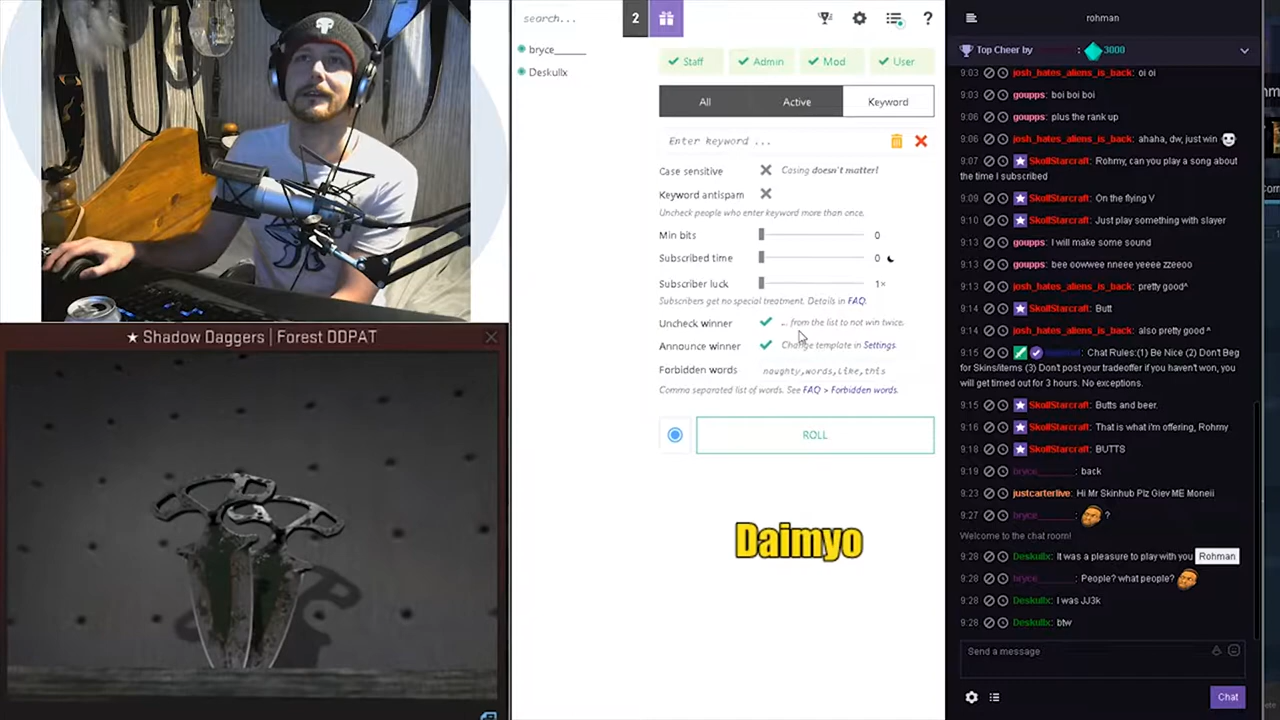 search...
2
bryce______
Deskullx
Staff
Admin
Mod
User
All
Active
Keyword
Enter keyword ...
Case sensitive
Casing doesn't matter!
Keyword antispam
Uncheck people who enter keyword more than once.
Min bits
0
Subscribed time
0
Subscriber luck
1×
Subscribers get no special treatment. Details in FAQ.
Uncheck winner
... from the list to not win twice.
Announce winner
Change template in Settings.
Forbidden words
naughty,words,like,this
Comma separated list of words. See FAQ > Forbidden words.
ROLL
Daimyo
★ Shadow Daggers | Forest DDPAT
rohman
Top Cheer by
: 3000
9:03 josh_hates_aliens_is_back: oi oi
9:03 goupps: boi boi boi
9:06 goupps: plus the rank up
9:06 josh_hates_aliens_is_back: ahaha, dw, just win
9:07 SkollStarcraft: Rohmy, can you play a song about
the time I subscribed
9:09 SkollStarcraft: On the flying V
9:10 SkollStarcraft: Just play something with slayer
9:13 goupps: I will make some sound
9:13 goupps: bee oowwee nneee yeeee zzeeoo
9:13 josh_hates_aliens_is_back: pretty good^
9:14 SkollStarcraft: Butt
9:14 josh_hates_aliens_is_back: also pretty good ^
9:15 : Chat Rules:(1) Be Nice (2) Don't Beg
for Skins/items (3) Don't post your tradeoffer if you haven't won, you
will get timed out for 3 hours. No exceptions.
9:15 SkollStarcraft: Butts and beer.
9:16 SkollStarcraft: That is what i'm offering, Rohmy
9:18 SkollStarcraft: BUTTS
9:19 bryce______: back
9:23 justcarterlive: Hi Mr Skinhub Plz Giev ME Moneii
9:27 bryce______: ?
Welcome to the chat room!
9:28 Deskullx: It was a pleasure to play with you Rohman
9:28 bryce______: People? what people?
9:28 Deskullx: I was JJ3k
9:28 Deskullx: btw
Send a message
Chat